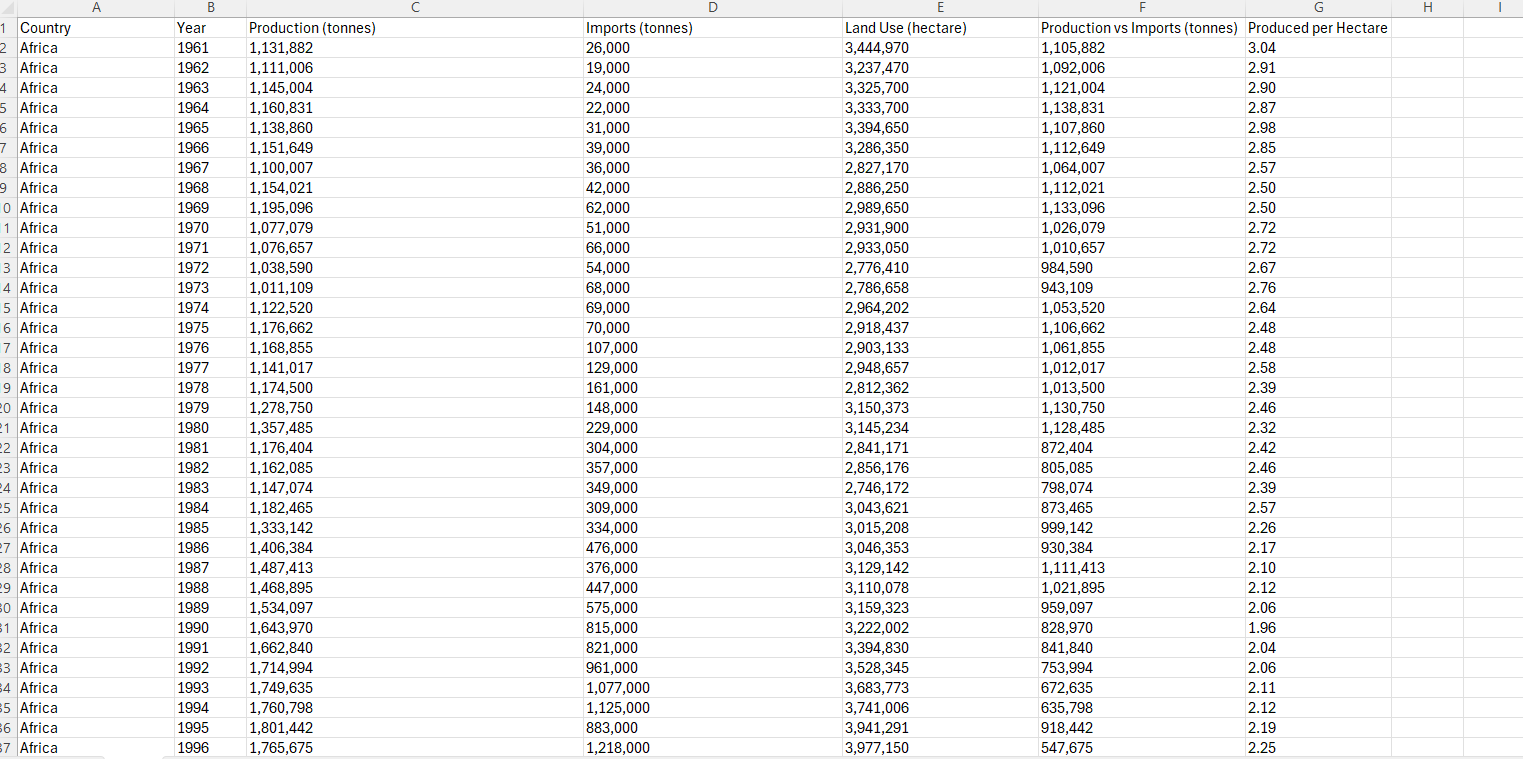 A B C D E F G H I
1 Country Year Production (tonnes) Imports (tonnes) Land Use (hectare) Production vs Imports (tonnes) Produced per Hectare
2 Africa 1961 1,131,882 26,000 3,444,970 1,105,882 3.04
3 Africa 1962 1,111,006 19,000 3,237,470 1,092,006 2.91
4 Africa 1963 1,145,004 24,000 3,325,700 1,121,004 2.90
5 Africa 1964 1,160,831 22,000 3,333,700 1,138,831 2.87
6 Africa 1965 1,138,860 31,000 3,394,650 1,107,860 2.98
7 Africa 1966 1,151,649 39,000 3,286,350 1,112,649 2.85
8 Africa 1967 1,100,007 36,000 2,827,170 1,064,007 2.57
9 Africa 1968 1,154,021 42,000 2,886,250 1,112,021 2.50
10 Africa 1969 1,195,096 62,000 2,989,650 1,133,096 2.50
11 Africa 1970 1,077,079 51,000 2,931,900 1,026,079 2.72
12 Africa 1971 1,076,657 66,000 2,933,050 1,010,657 2.72
13 Africa 1972 1,038,590 54,000 2,776,410 984,590 2.67
14 Africa 1973 1,011,109 68,000 2,786,658 943,109 2.76
15 Africa 1974 1,122,520 69,000 2,964,202 1,053,520 2.64
16 Africa 1975 1,176,662 70,000 2,918,437 1,106,662 2.48
17 Africa 1976 1,168,855 107,000 2,903,133 1,061,855 2.48
18 Africa 1977 1,141,017 129,000 2,948,657 1,012,017 2.58
19 Africa 1978 1,174,500 161,000 2,812,362 1,013,500 2.39
20 Africa 1979 1,278,750 148,000 3,150,373 1,130,750 2.46
21 Africa 1980 1,357,485 229,000 3,145,234 1,128,485 2.32
22 Africa 1981 1,176,404 304,000 2,841,171 872,404 2.42
23 Africa 1982 1,162,085 357,000 2,856,176 805,085 2.46
24 Africa 1983 1,147,074 349,000 2,746,172 798,074 2.39
25 Africa 1984 1,182,465 309,000 3,043,621 873,465 2.57
26 Africa 1985 1,333,142 334,000 3,015,208 999,142 2.26
27 Africa 1986 1,406,384 476,000 3,046,353 930,384 2.17
28 Africa 1987 1,487,413 376,000 3,129,142 1,111,413 2.10
29 Africa 1988 1,468,895 447,000 3,110,078 1,021,895 2.12
30 Africa 1989 1,534,097 575,000 3,159,323 959,097 2.06
31 Africa 1990 1,643,970 815,000 3,222,002 828,970 1.96
32 Africa 1991 1,662,840 821,000 3,394,830 841,840 2.04
33 Africa 1992 1,714,994 961,000 3,528,345 753,994 2.06
34 Africa 1993 1,749,635 1,077,000 3,683,773 672,635 2.11
35 Africa 1994 1,760,798 1,125,000 3,741,006 635,798 2.12
36 Africa 1995 1,801,442 883,000 3,941,291 918,442 2.19
37 Africa 1996 1,765,675 1,218,000 3,977,150 547,675 2.25